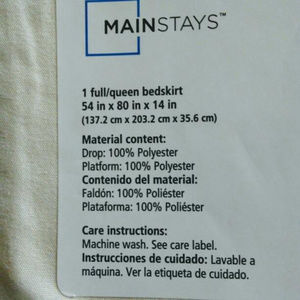 MAINSTAYS™
1 full/queen bedskirt
54 in x 80 in x 14 in
(137.2 cm x 203.2 cm x 35.6 cm)
Material content:
Drop: 100% Polyester
Platform: 100% Polyester
Contenido del material:
Faldón: 100% Poliéster
Plataforma: 100% Poliéster
Care instructions:
Machine wash. See care label.
Instrucciones de cuidado: Lavable a
máquina. Ver la etiqueta de cuidado.